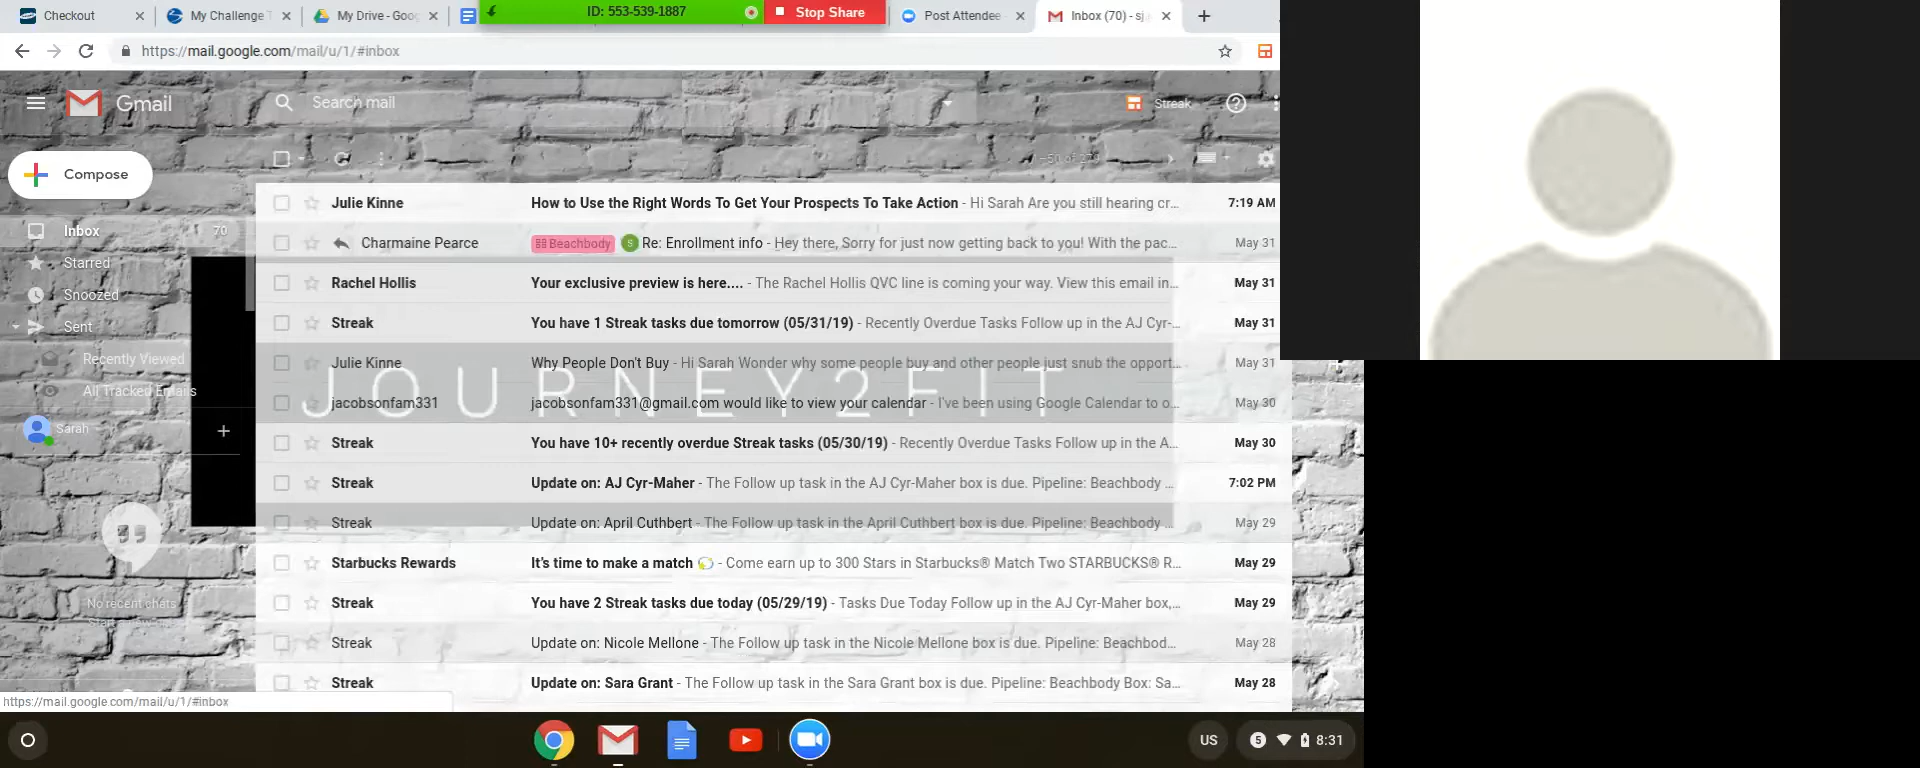 Checkout
My Challenge T
My Drive - Goog
ID: 553-539-1887
Stop Share
Post Attendee
Inbox (70) - sj
https://mail.google.com/mail/u/1/#inbox
Gmail
Search mail
Streak
Compose
Inbox 70
Starred
Snoozed
Sent
Recently Viewed
All Tracked Emails
Sarah
No recent chats
Julie Kinne How to Use the Right Words To Get Your Prospects To Take Action - Hi Sarah Are you still hearing cr... 7:19 AM
Charmaine Pearce Beachbody S Re: Enrollment info - Hey there, Sorry for just now getting back to you! With the pac... May 31
Rachel Hollis Your exclusive preview is here.... - The Rachel Hollis QVC line is coming your way. View this email in... May 31
Streak You have 1 Streak tasks due tomorrow (05/31/19) - Recently Overdue Tasks Follow up in the AJ Cyr-... May 31
Julie Kinne Why People Don't Buy - Hi Sarah Wonder why some people buy and other people just snub the opport... May 31
JOURNEY2FIT
jacobsonfam331 jacobsonfam331@gmail.com would like to view your calendar - I've been using Google Calendar to o... May 30
Streak You have 10+ recently overdue Streak tasks (05/30/19) - Recently Overdue Tasks Follow up in the A... May 30
Streak Update on: AJ Cyr-Maher - The Follow up task in the AJ Cyr-Maher box is due. Pipeline: Beachbody ... 7:02 PM
Streak Update on: April Cuthbert - The Follow up task in the April Cuthbert box is due. Pipeline: Beachbody ... May 29
Starbucks Rewards It's time to make a match - Come earn up to 300 Stars in Starbucks® Match Two STARBUCKS® R... May 29
Streak You have 2 Streak tasks due today (05/29/19) - Tasks Due Today Follow up in the AJ Cyr-Maher box,... May 29
Streak Update on: Nicole Mellone - The Follow up task in the Nicole Mellone box is due. Pipeline: Beachbod... May 28
Streak Update on: Sara Grant - The Follow up task in the Sara Grant box is due. Pipeline: Beachbody Box: Sa... May 28
https://mail.google.com/mail/u/1/#inbox
US
5
8:31